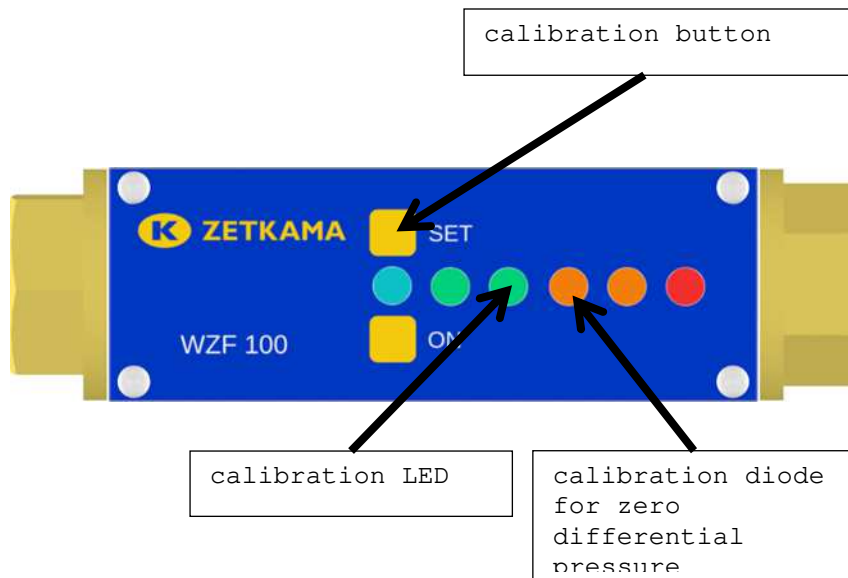 calibration button
K ZETKAMA
SET
WZF 100
ON
calibration LED
calibration diode
for zero
differential
pressure